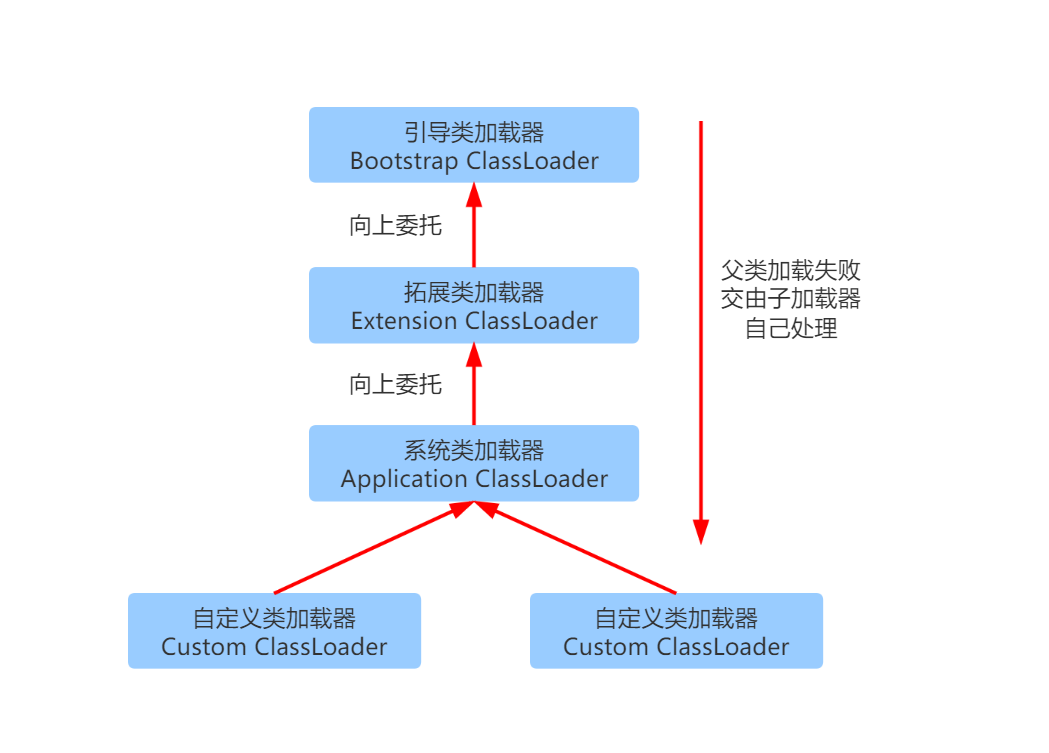 引导类加载器
Bootstrap ClassLoader
向上委托
拓展类加载器
Extension ClassLoader
父类加载失败
交由子加载器
自己处理
向上委托
系统类加载器
Application ClassLoader
自定义类加载器
Custom ClassLoader
自定义类加载器
Custom ClassLoader